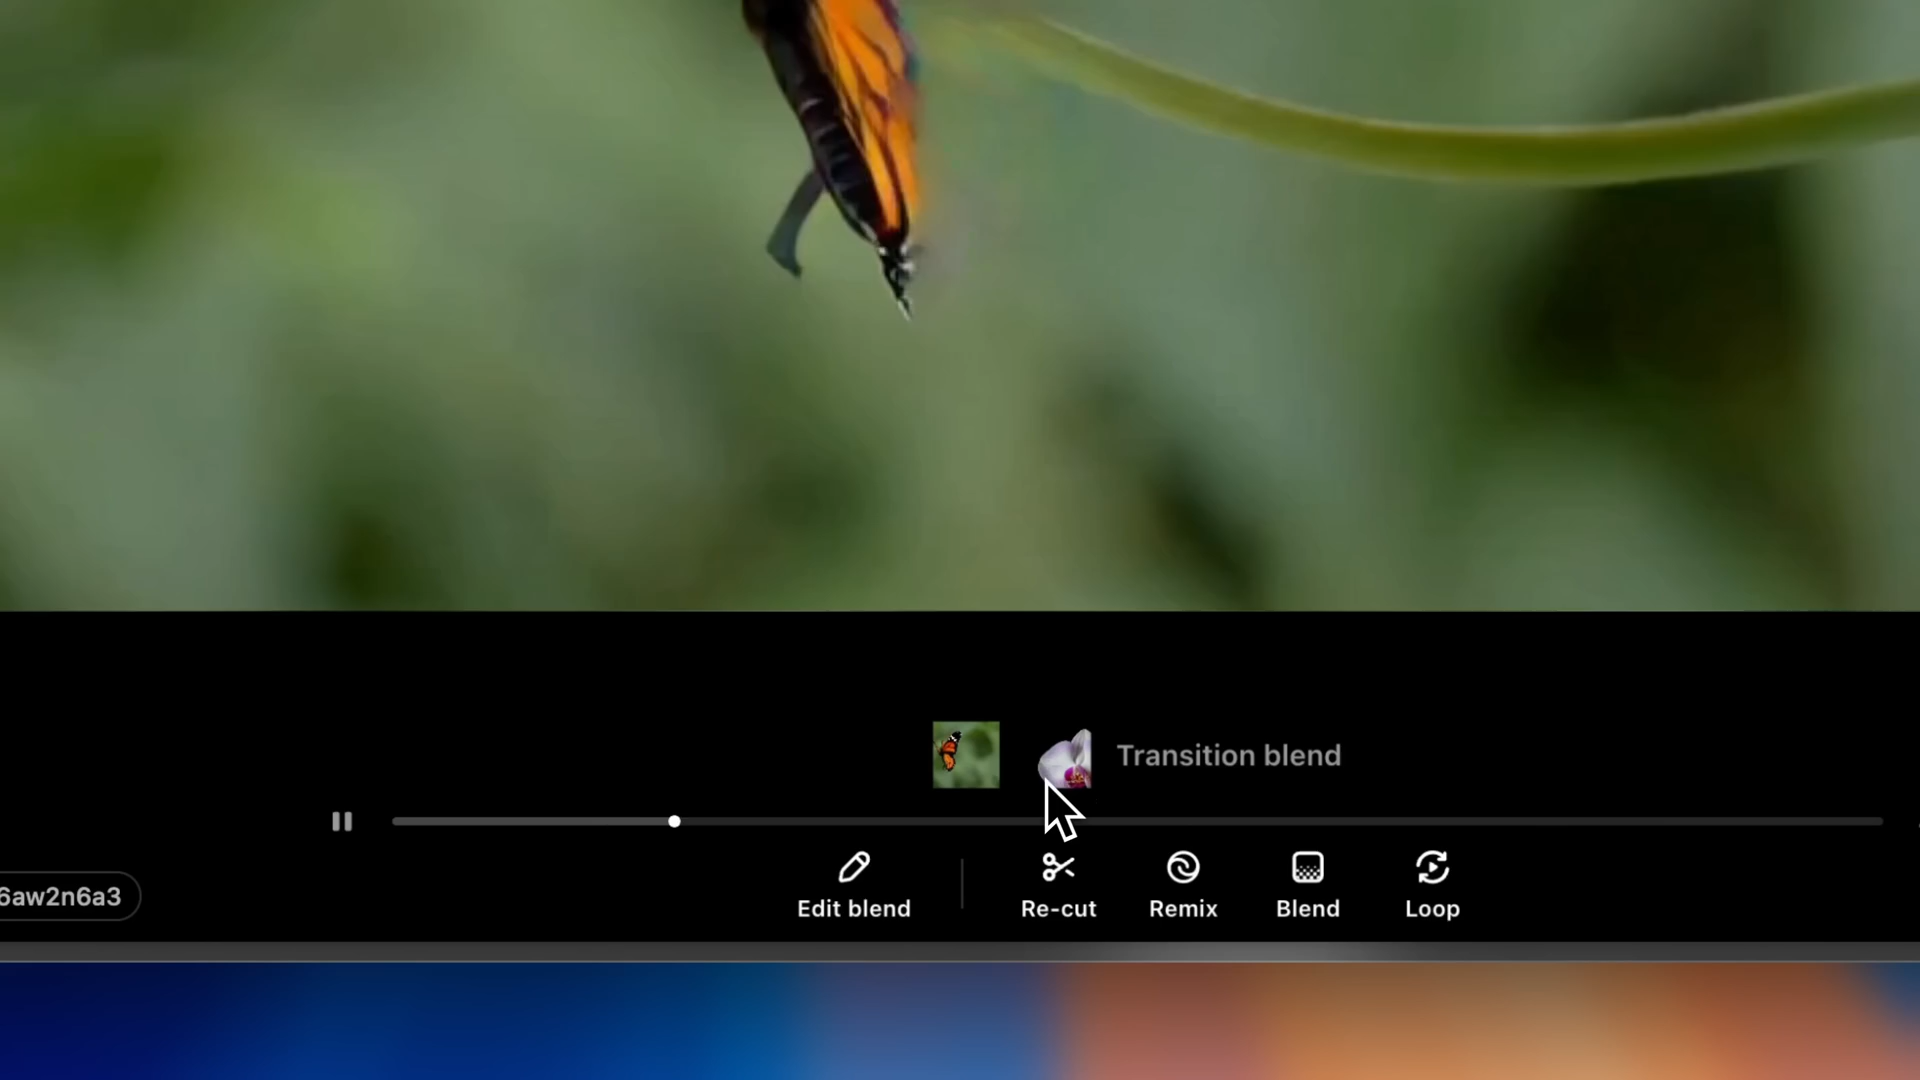 Transition blend
6aw2n6a3
Edit blend
Re-cut
Remix
Blend
Loop